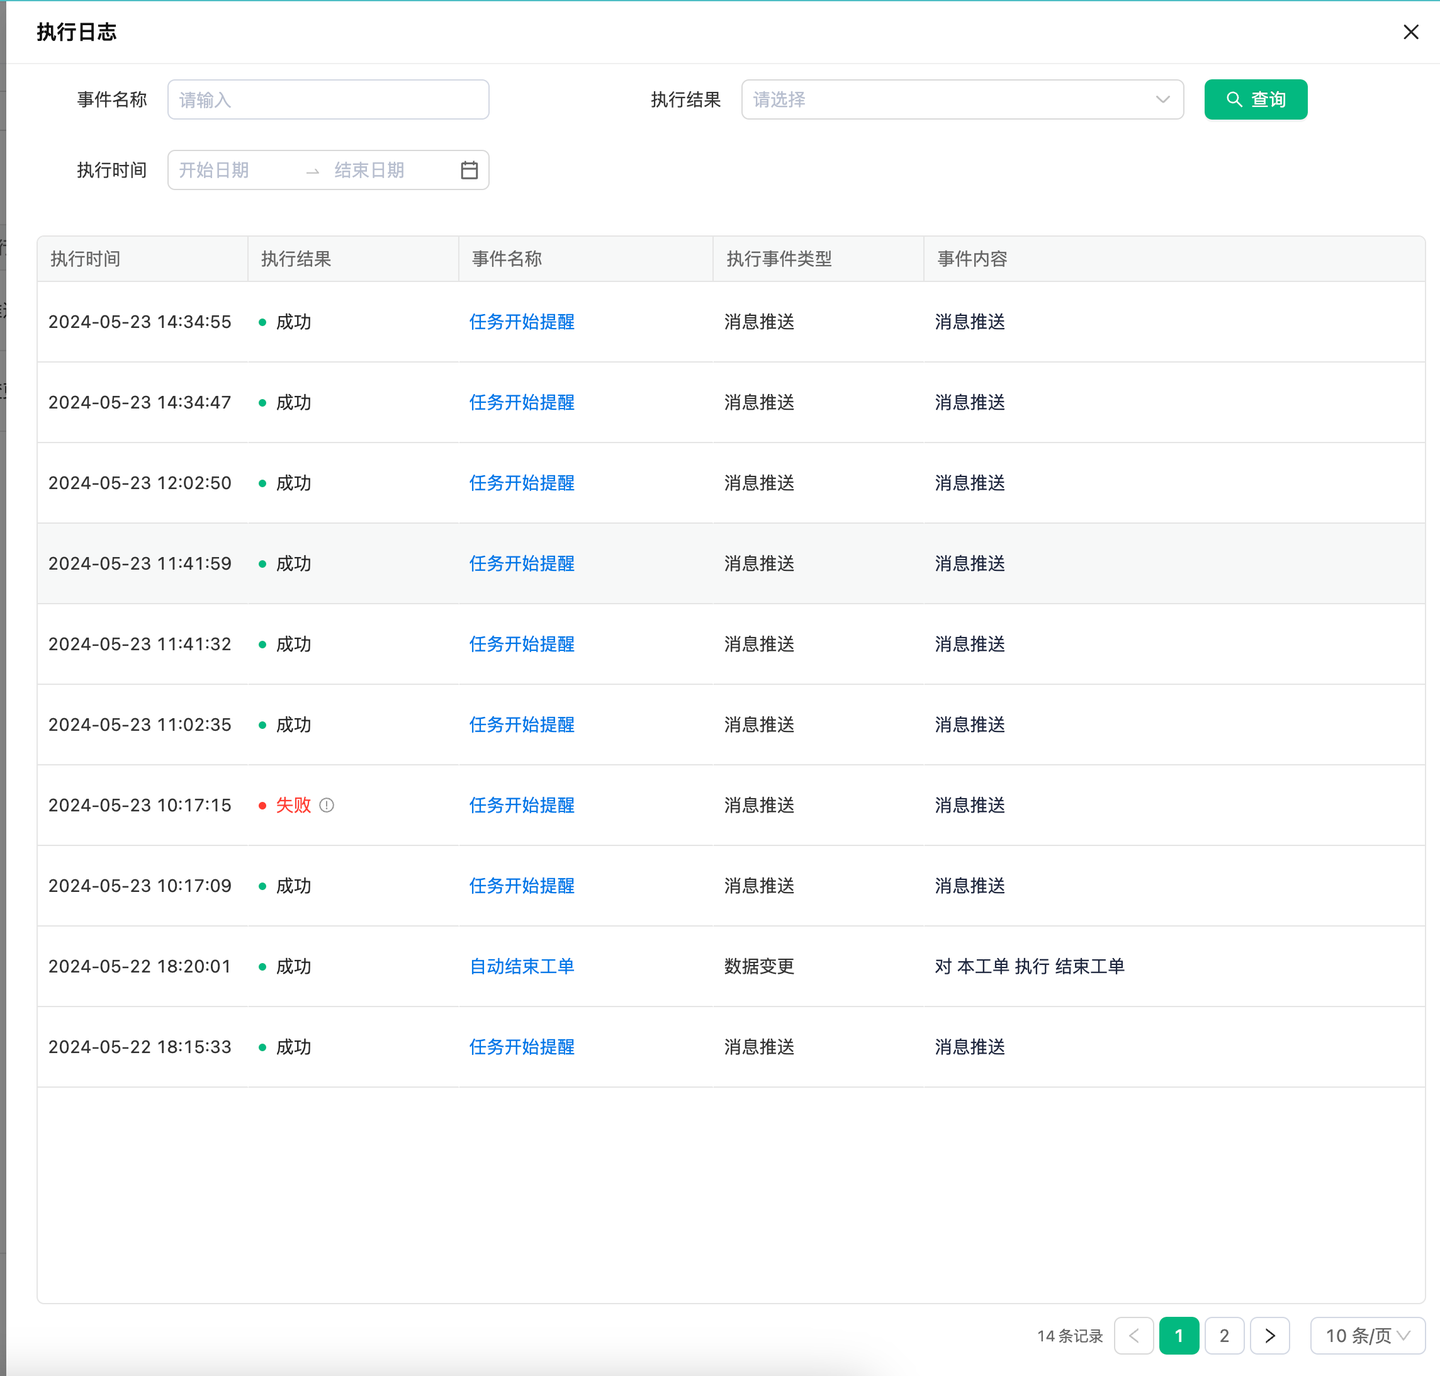 执行日志
事件名称 请输入 执行结果 请选择 查询
执行时间 开始日期 → 结束日期
执行时间 执行结果 事件名称 执行事件类型 事件内容
2024-05-23 14:34:55 成功 任务开始提醒 消息推送 消息推送
2024-05-23 14:34:47 成功 任务开始提醒 消息推送 消息推送
2024-05-23 12:02:50 成功 任务开始提醒 消息推送 消息推送
2024-05-23 11:41:59 成功 任务开始提醒 消息推送 消息推送
2024-05-23 11:41:32 成功 任务开始提醒 消息推送 消息推送
2024-05-23 11:02:35 成功 任务开始提醒 消息推送 消息推送
2024-05-23 10:17:15 失败 任务开始提醒 消息推送 消息推送
2024-05-23 10:17:09 成功 任务开始提醒 消息推送 消息推送
2024-05-22 18:20:01 成功 自动结束工单 数据变更 对 本工单 执行 结束工单
2024-05-22 18:15:33 成功 任务开始提醒 消息推送 消息推送
14 条记录 < 1 2 > 10 条/页